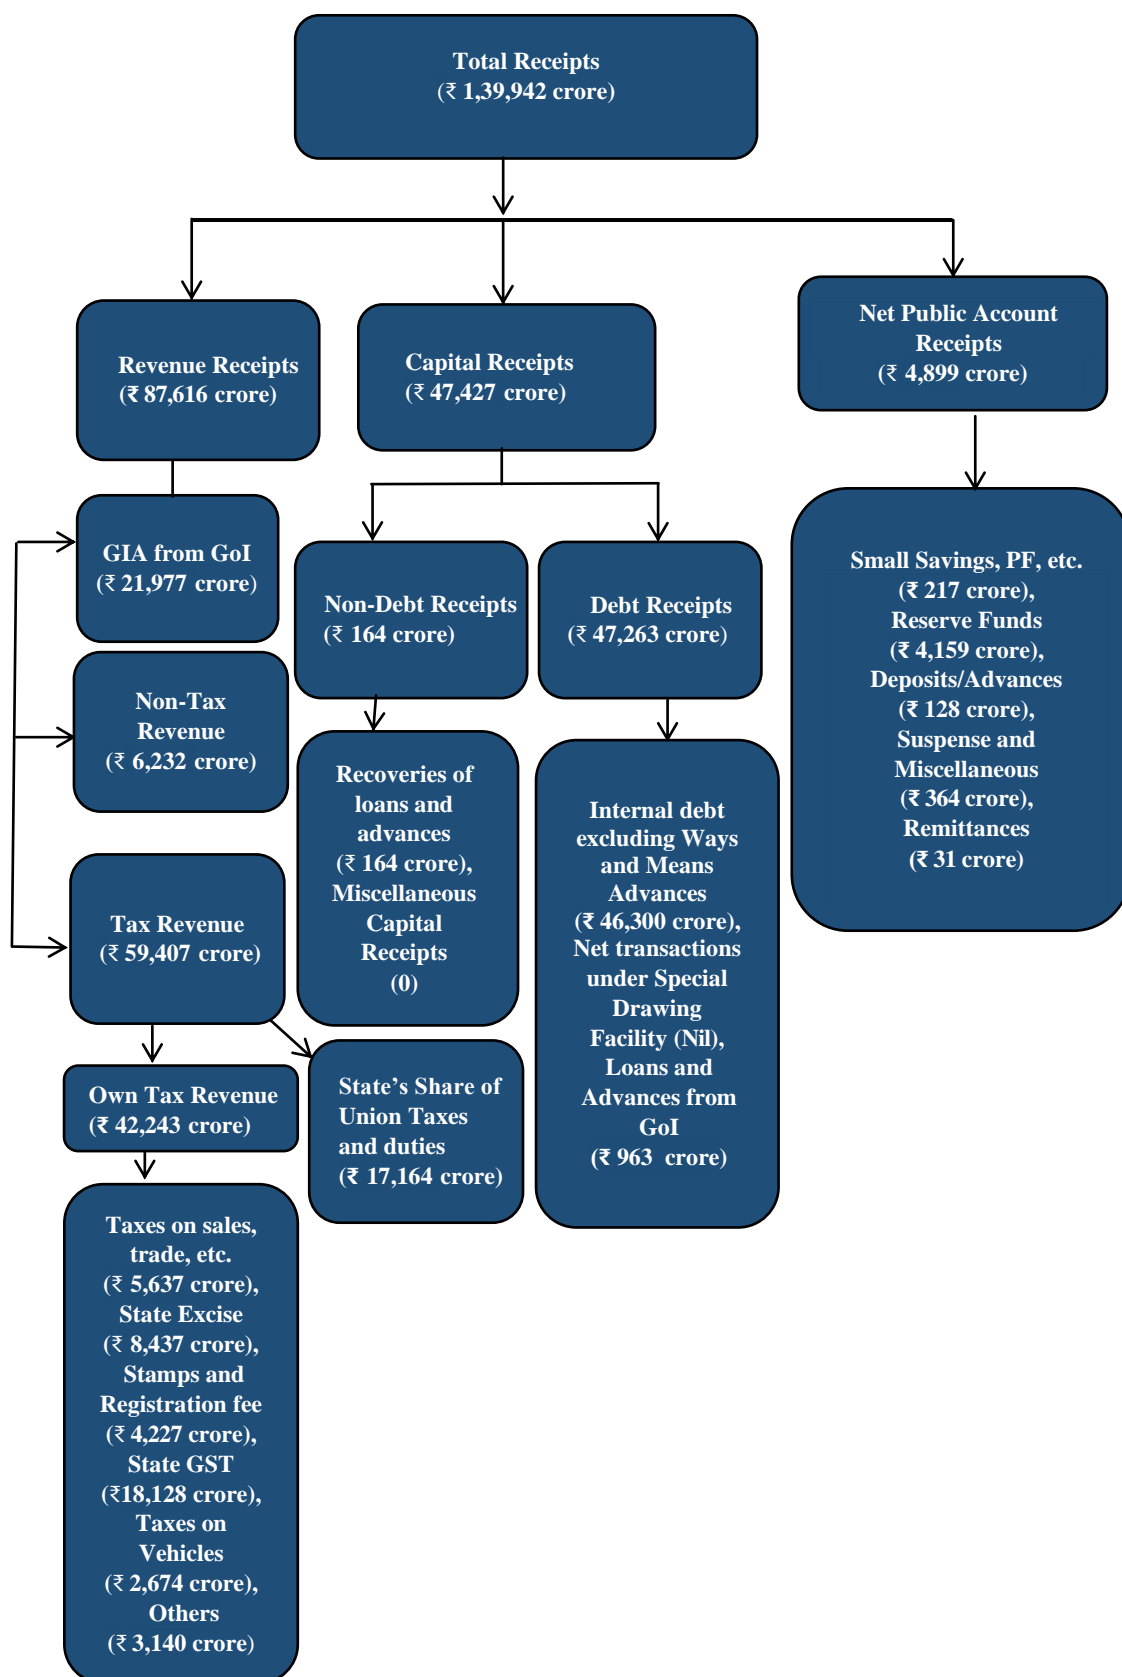 Total Receipts
(₹ 1,39,942 crore)
Revenue Receipts
(₹ 87,616 crore)
Capital Receipts
(₹ 47,427 crore)
Net Public Account
Receipts
(₹ 4,899 crore)
GIA from GoI
(₹ 21,977 crore)
Non-Tax
Revenue
(₹ 6,232 crore)
Tax Revenue
(₹ 59,407 crore)
Own Tax Revenue
(₹ 42,243 crore)
Taxes on sales,
trade, etc.
(₹ 5,637 crore),
State Excise
(₹ 8,437 crore),
Stamps and
Registration fee
(₹ 4,227 crore),
State GST
(₹18,128 crore),
Taxes on
Vehicles
(₹ 2,674 crore),
Others
(₹ 3,140 crore)
State’s Share of
Union Taxes
and duties
(₹ 17,164 crore)
Non-Debt Receipts
(₹ 164 crore)
Recoveries of
loans and
advances
(₹ 164 crore),
Miscellaneous
Capital
Receipts
(0)
Debt Receipts
(₹ 47,263 crore)
Internal debt
excluding Ways
and Means
Advances
(₹ 46,300 crore),
Net transactions
under Special
Drawing
Facility (Nil),
Loans and
Advances from
GoI
(₹ 963 crore)
Small Savings, PF, etc.
(₹ 217 crore),
Reserve Funds
(₹ 4,159 crore),
Deposits/Advances
(₹ 128 crore),
Suspense and
Miscellaneous
(₹ 364 crore),
Remittances
(₹ 31 crore)